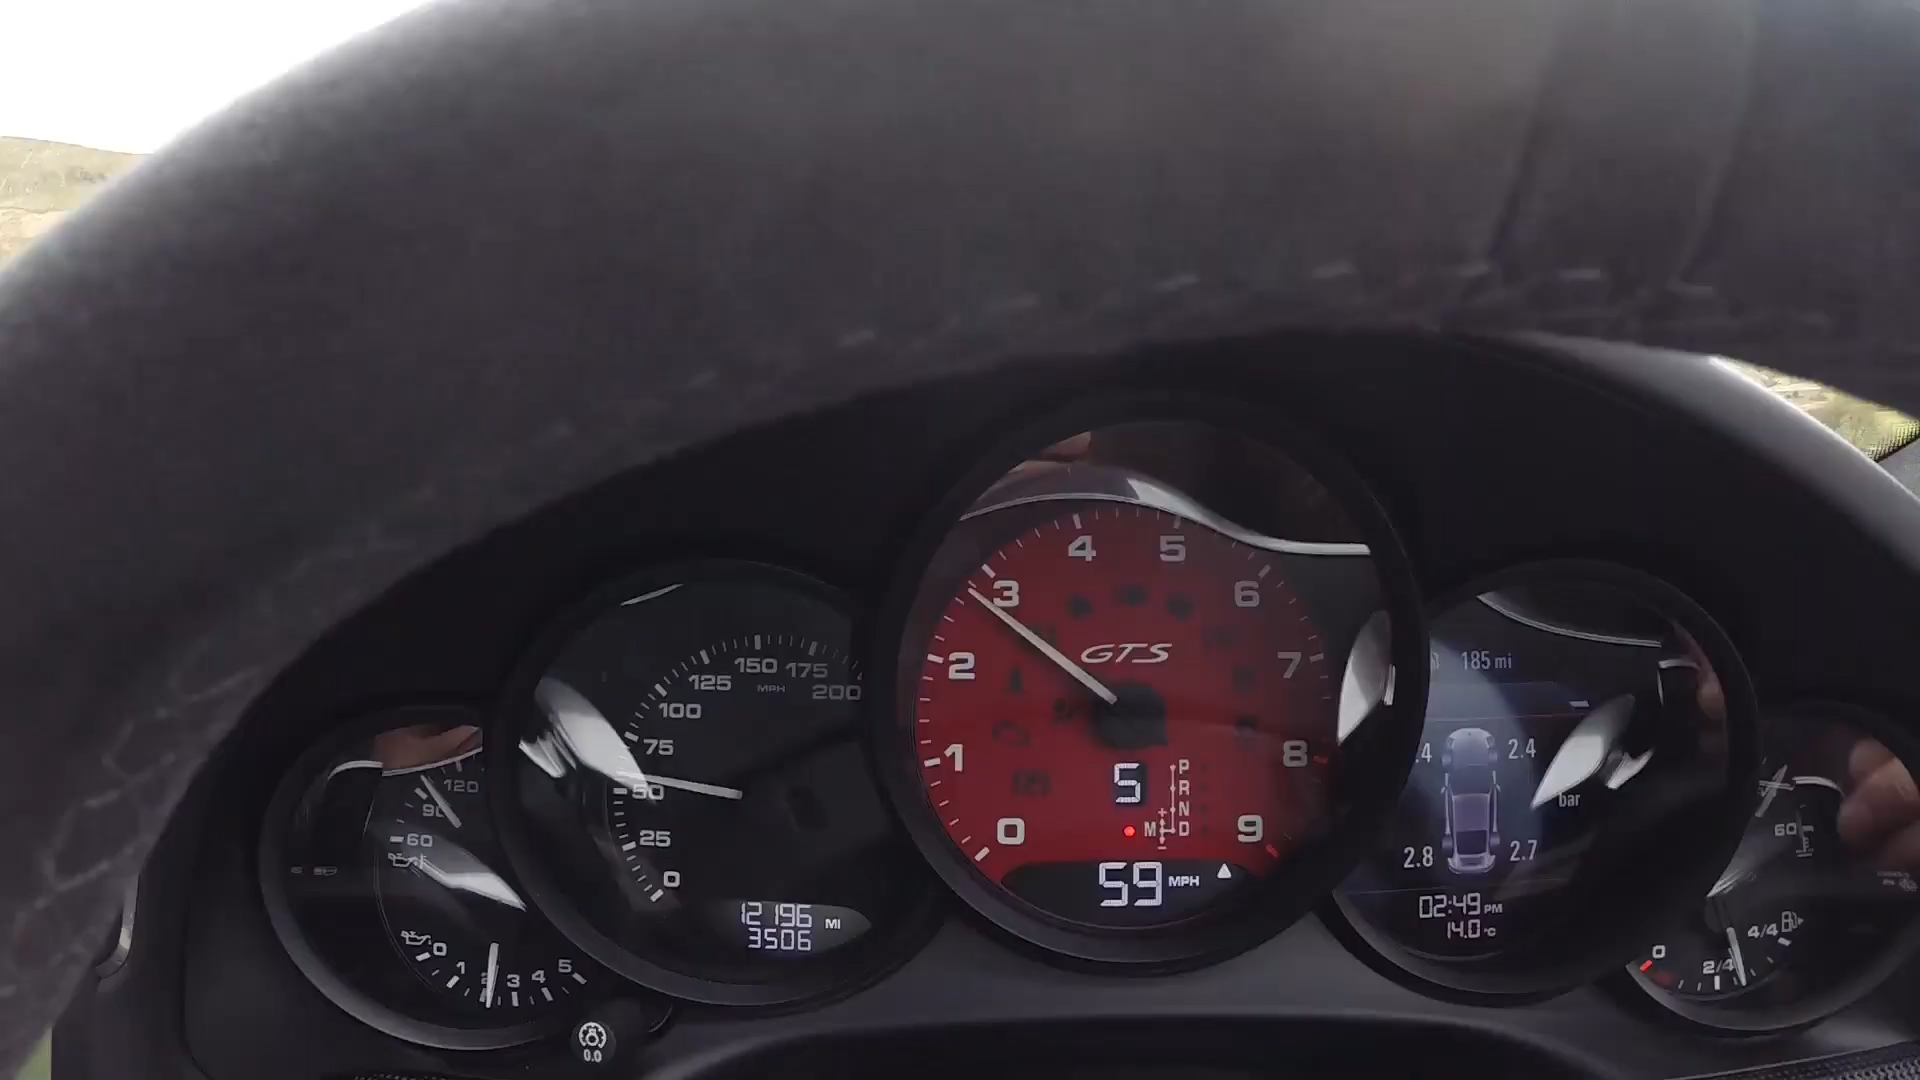 120
90
60
0 1 2 3 4 5
0.0
0
25
50
75
100
125
150
175
200
MPH
12196 MI
3506
0
1
2
3
4
5
6
7
8
9
GTS
5
P
R
N
M D
59 MPH
185 mi
.4 2.4
bar
2.8 2.7
02:49 PM
14.0 °C
60
0 2/4 4/4